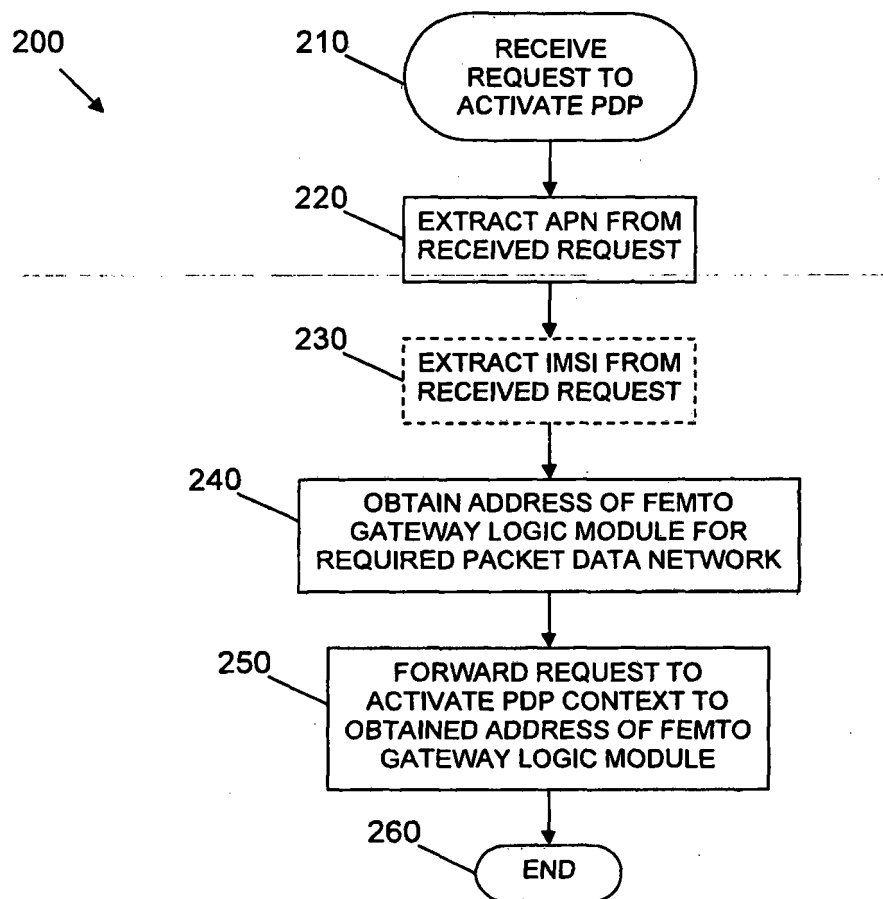 200
210
RECEIVE
REQUEST TO
ACTIVATE PDP
220
EXTRACT APN FROM
RECEIVED REQUEST
230
EXTRACT IMSI FROM
RECEIVED REQUEST
240
OBTAIN ADDRESS OF FEMTO
GATEWAY LOGIC MODULE FOR
REQUIRED PACKET DATA NETWORK
250
FORWARD REQUEST TO
ACTIVATE PDP CONTEXT TO
OBTAINED ADDRESS OF FEMTO
GATEWAY LOGIC MODULE
260
END